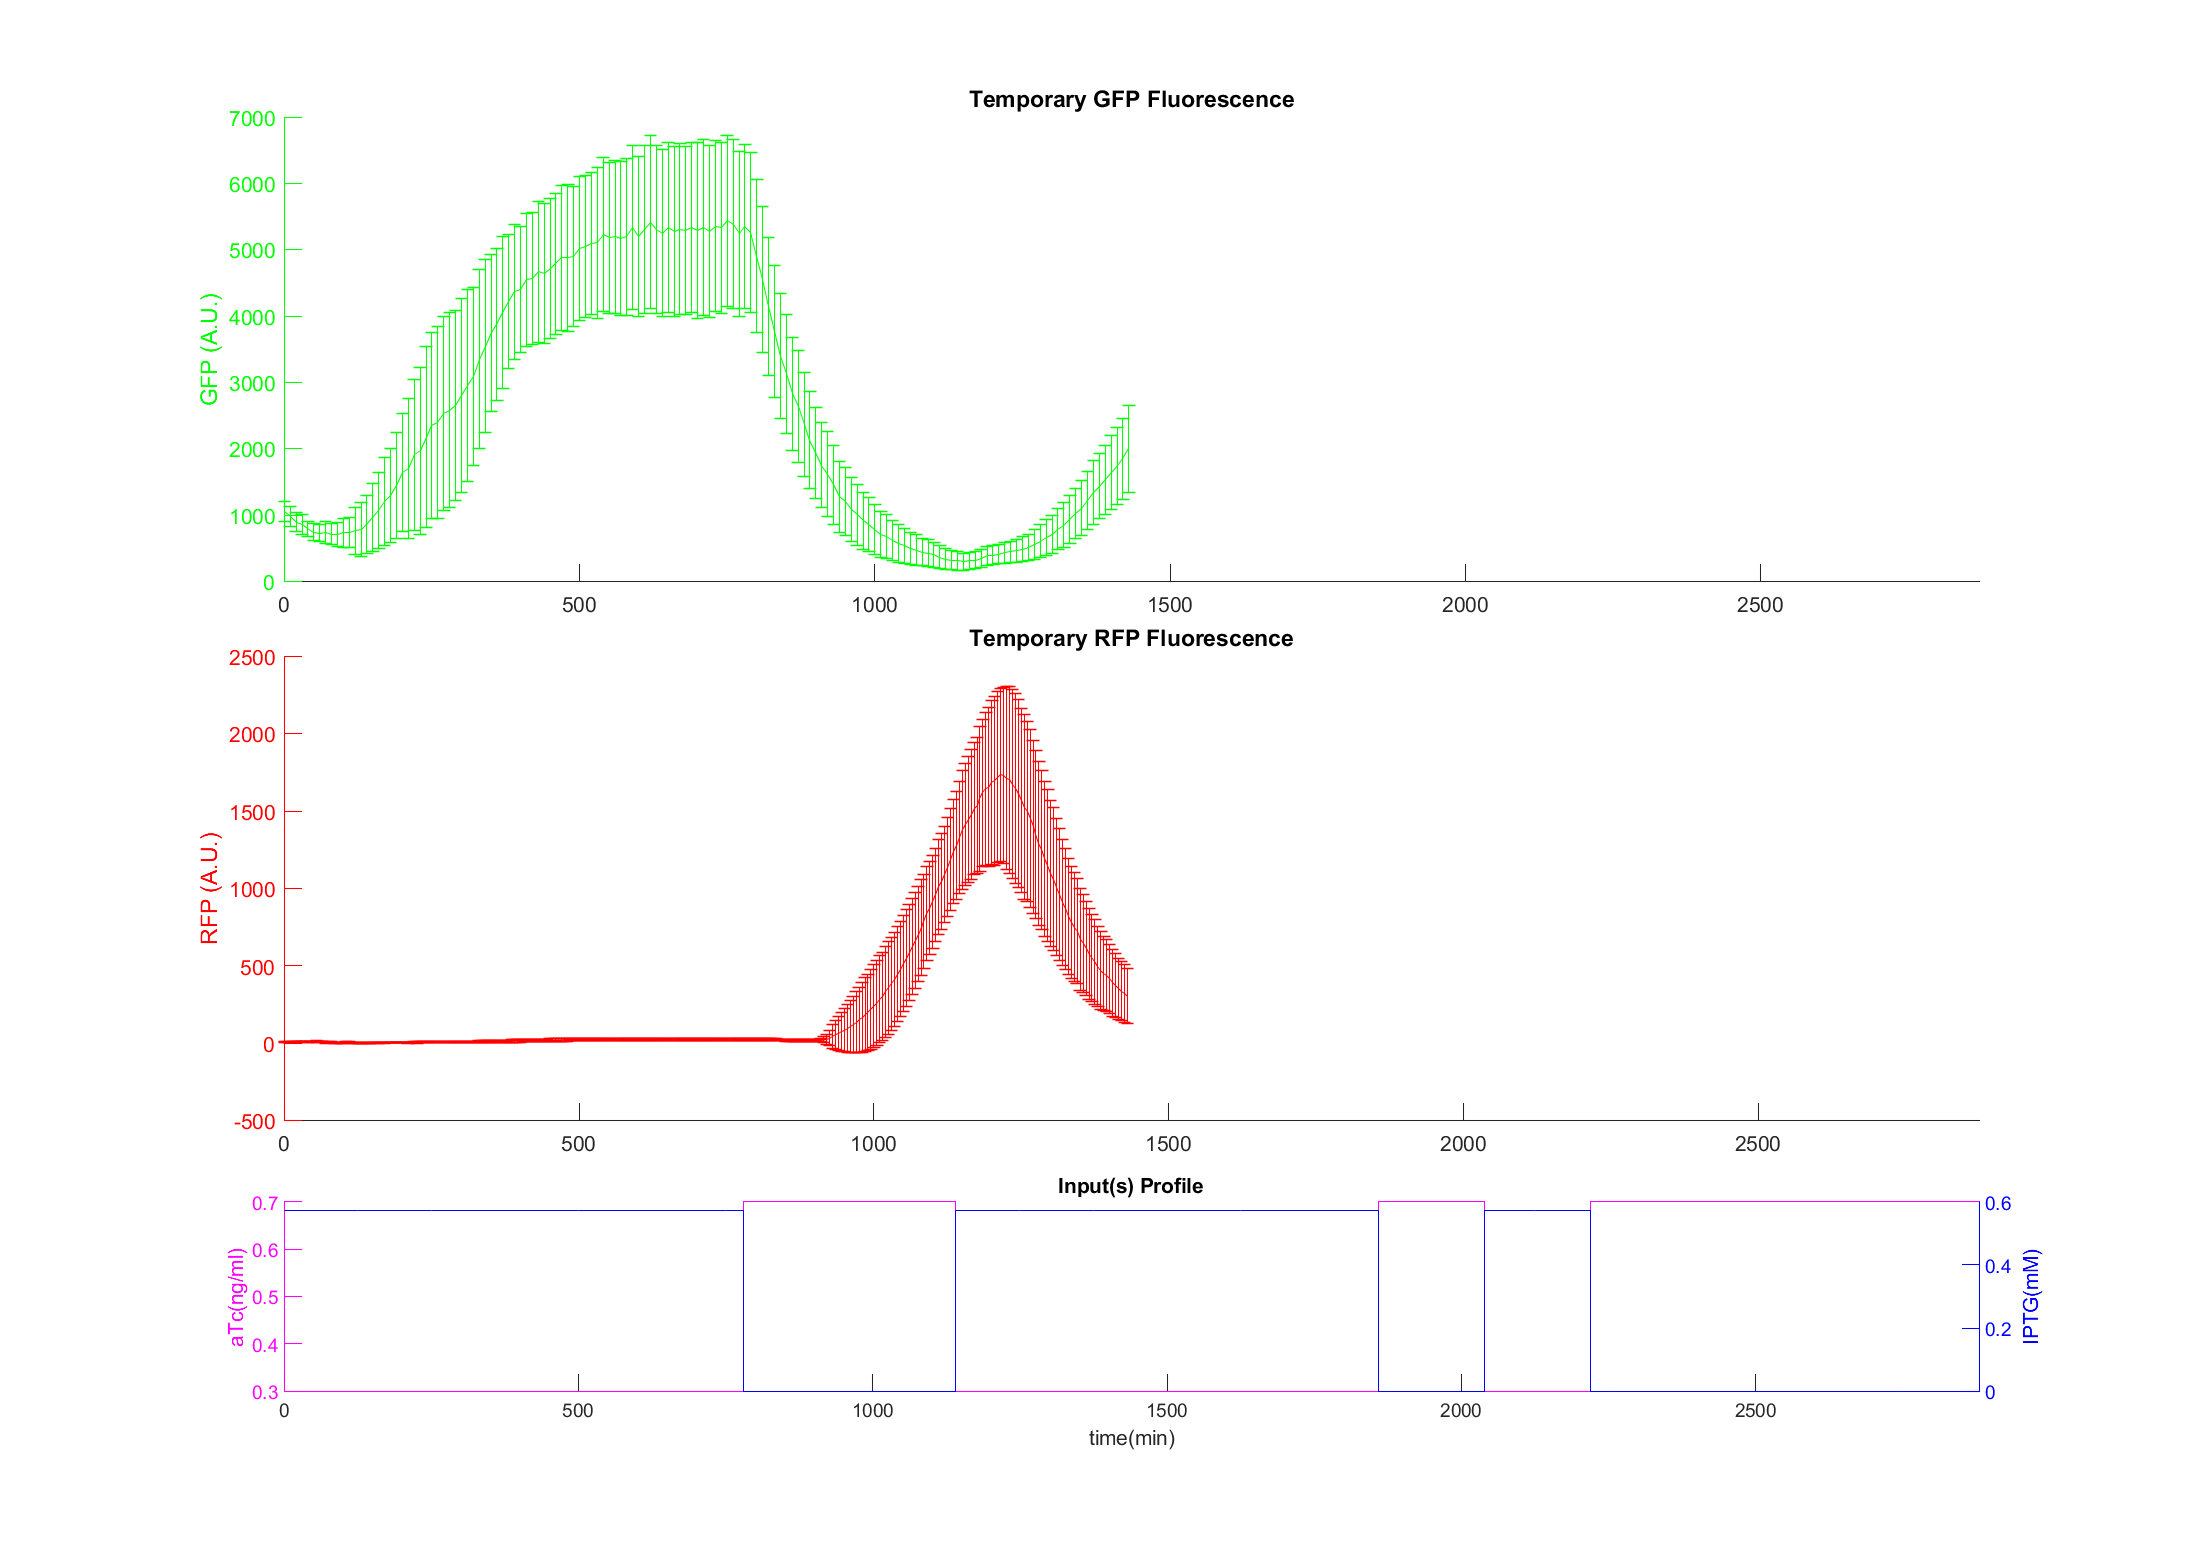 Temporary GFP Fluorescence
7000
6000
5000
4000
3000
2000
1000
0
GFP (A.U.)
0 500 1000 1500 2000 2500
Temporary RFP Fluorescence
2500
2000
1500
1000
500
0
-500
RFP (A.U.)
0 500 1000 1500 2000 2500
Input(s) Profile
0.7
0.6
0.5
0.4
0.3
aTc(ng/ml)
0.6
0.4
0.2
0
IPTG(mM)
0 500 1000 1500 2000 2500
time(min)